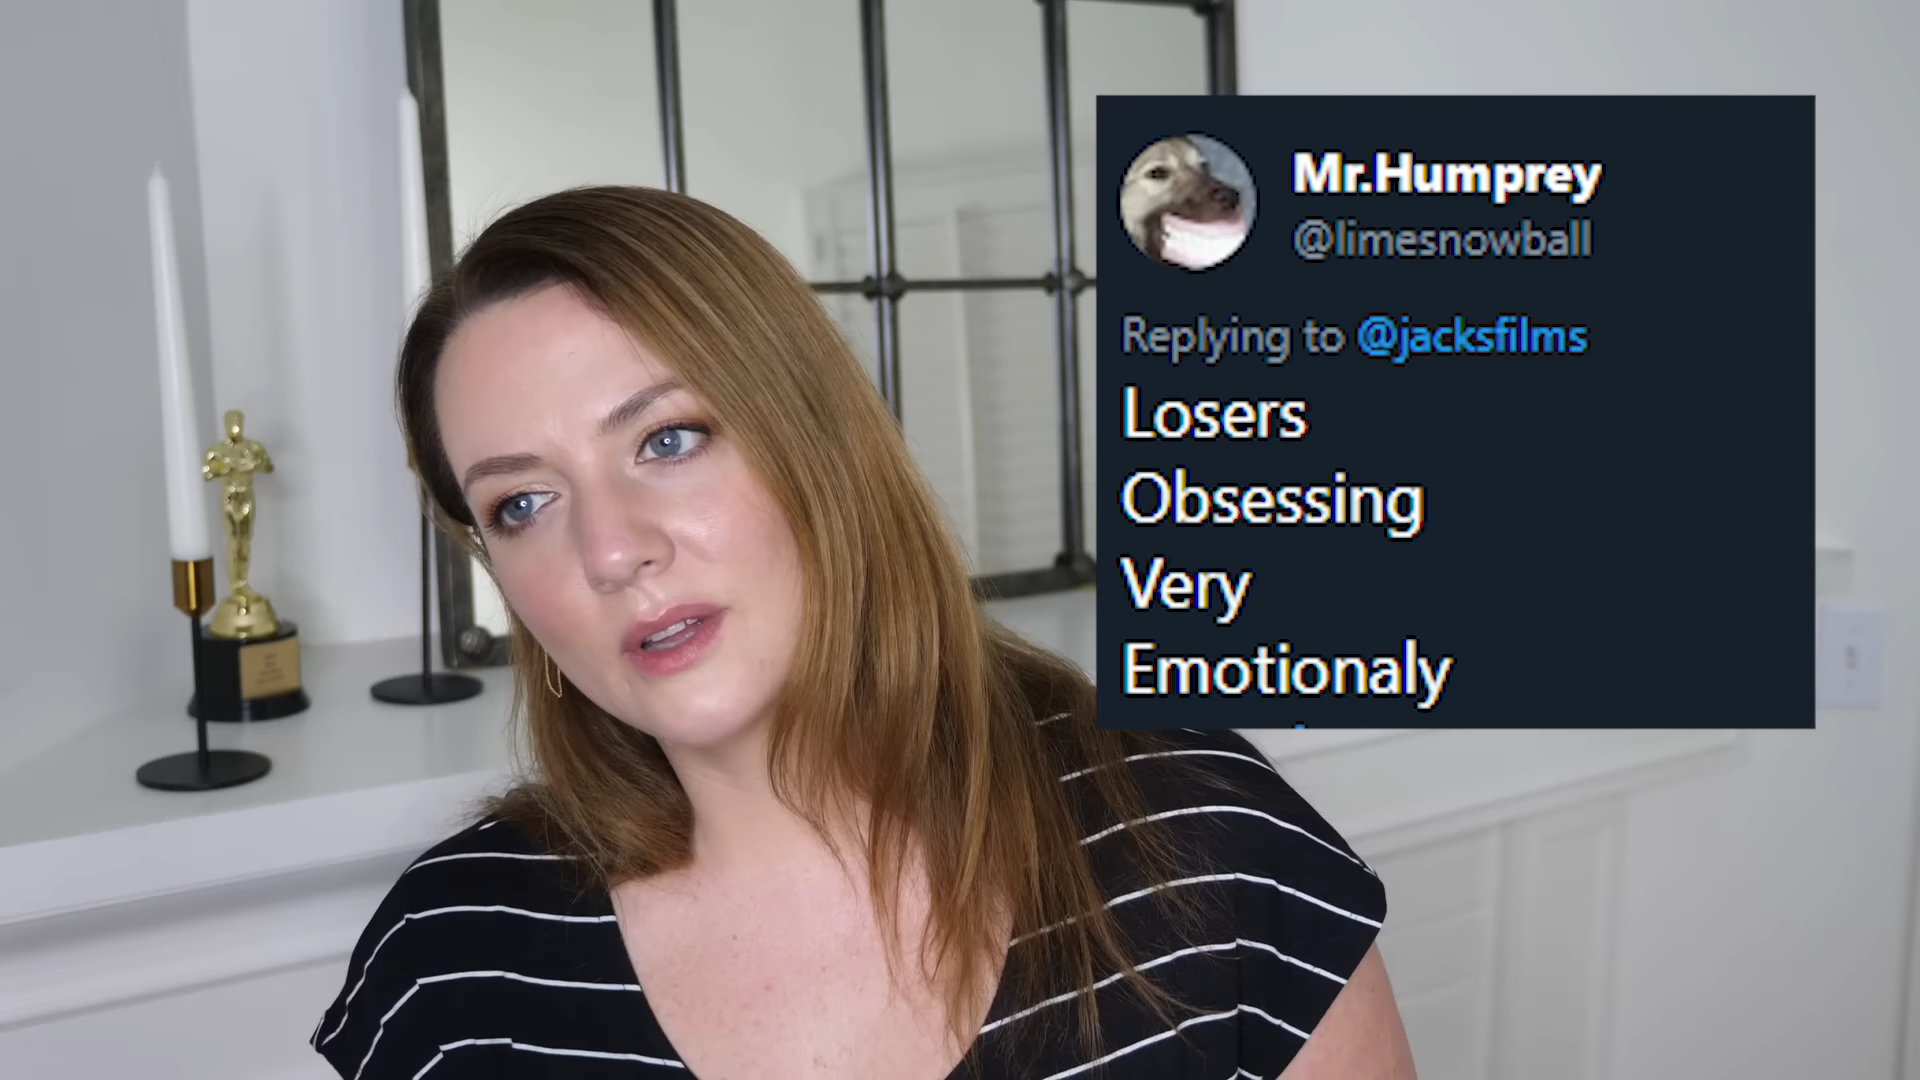 Mr.Humprey
@limesnowball
Replying to @jacksfilms
Losers
Obsessing
Very
Emotionaly